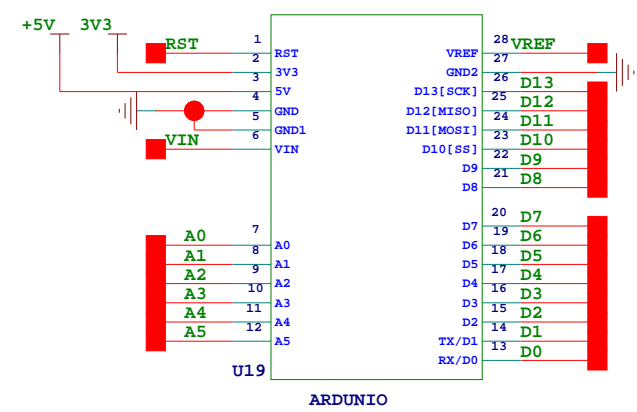 +5V 3V3
RST 1 RST
2 3V3
3 5V
4 GND
5 GND1
VIN 6 VIN
A0 7 A0
A1 8 A1
A2 9 A2
A3 10 A3
A4 11 A4
A5 12 A5
VREF 28 VREF
GND2 27
D13[SCK] 26 D13
D12[MISO] 25 D12
D11[MOSI] 24 D11
D10[SS] 23 D10
D9 22 D9
D8 21 D8
D7 20 D7
D6 19 D6
D5 18 D5
D4 17 D4
D3 16 D3
D2 15 D2
TX/D1 14 D1
RX/D0 13 D0
U19
ARDUNIO